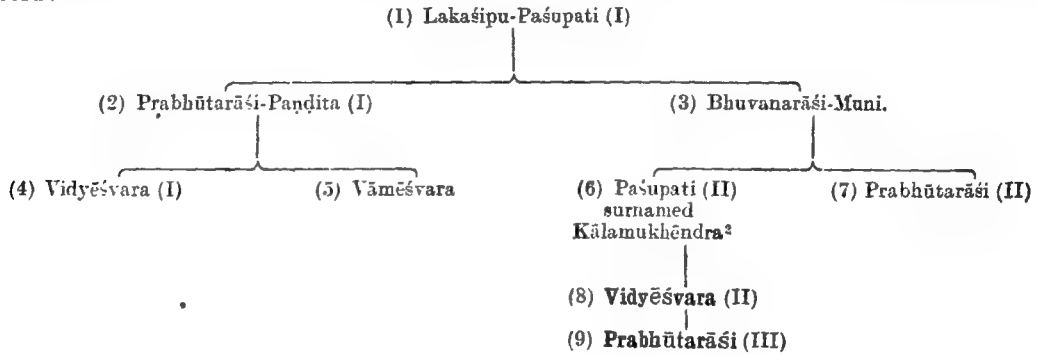 (1) Lakaśipu-Paśupati (I)
(2) Prabhūtarāśi-Paṇḍita (I) (3) Bhuvanarāśi-Muni.
(4) Vidyēśvara (I) (5) Vāmēśvara (6) Paśupati (II) (7) Prabhūtarāśi (II)
surnamed
Kālamukhēndra²
(8) Vidyēśvara (II)
(9) Prabhūtarāśi (III)